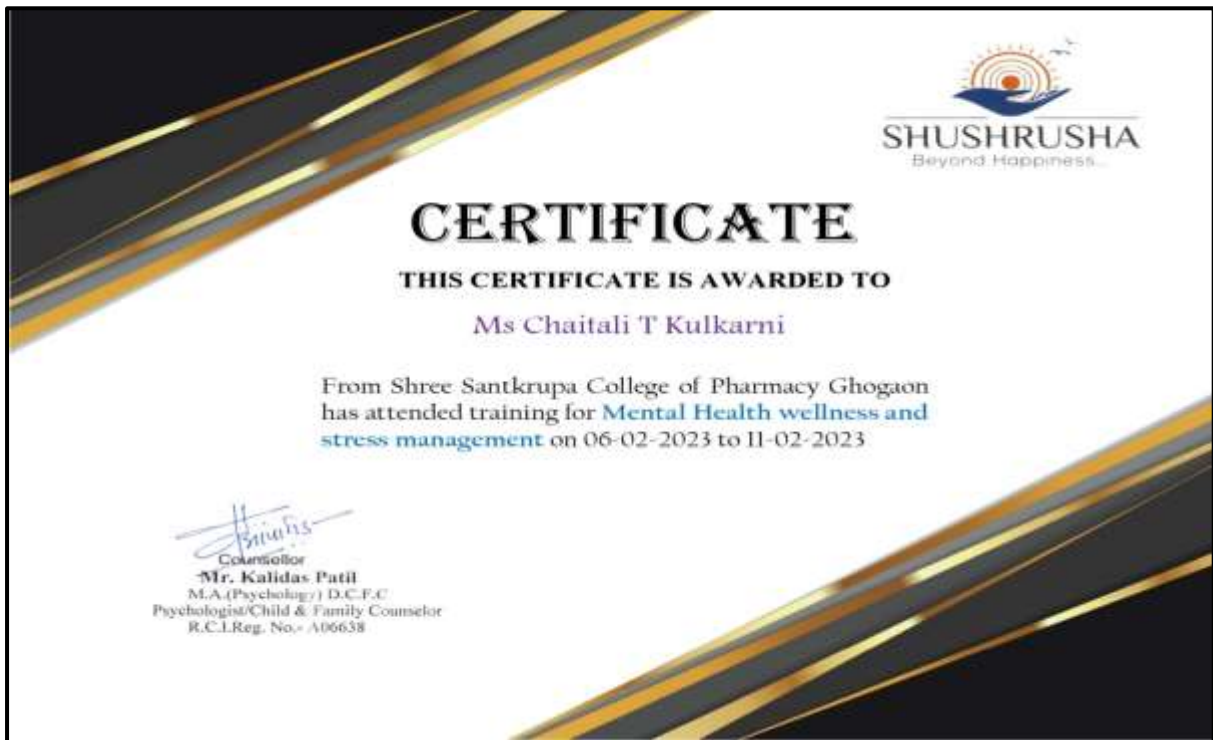 SHUSHRUSHA
Beyond Happiness...
CERTIFICATE
THIS CERTIFICATE IS AWARDED TO
Ms Chaitali T Kulkarni
From Shree Santkrupa College of Pharmacy Ghogaon
has attended training for Mental Health wellness and
stress management on 06-02-2023 to 11-02-2023
Counsellor
Mr. Kalidas Patil
M.A.(Psychology) D.C.F.C
Psychologist/Child & Family Counselor
R.C.I.Reg. No.- A06638